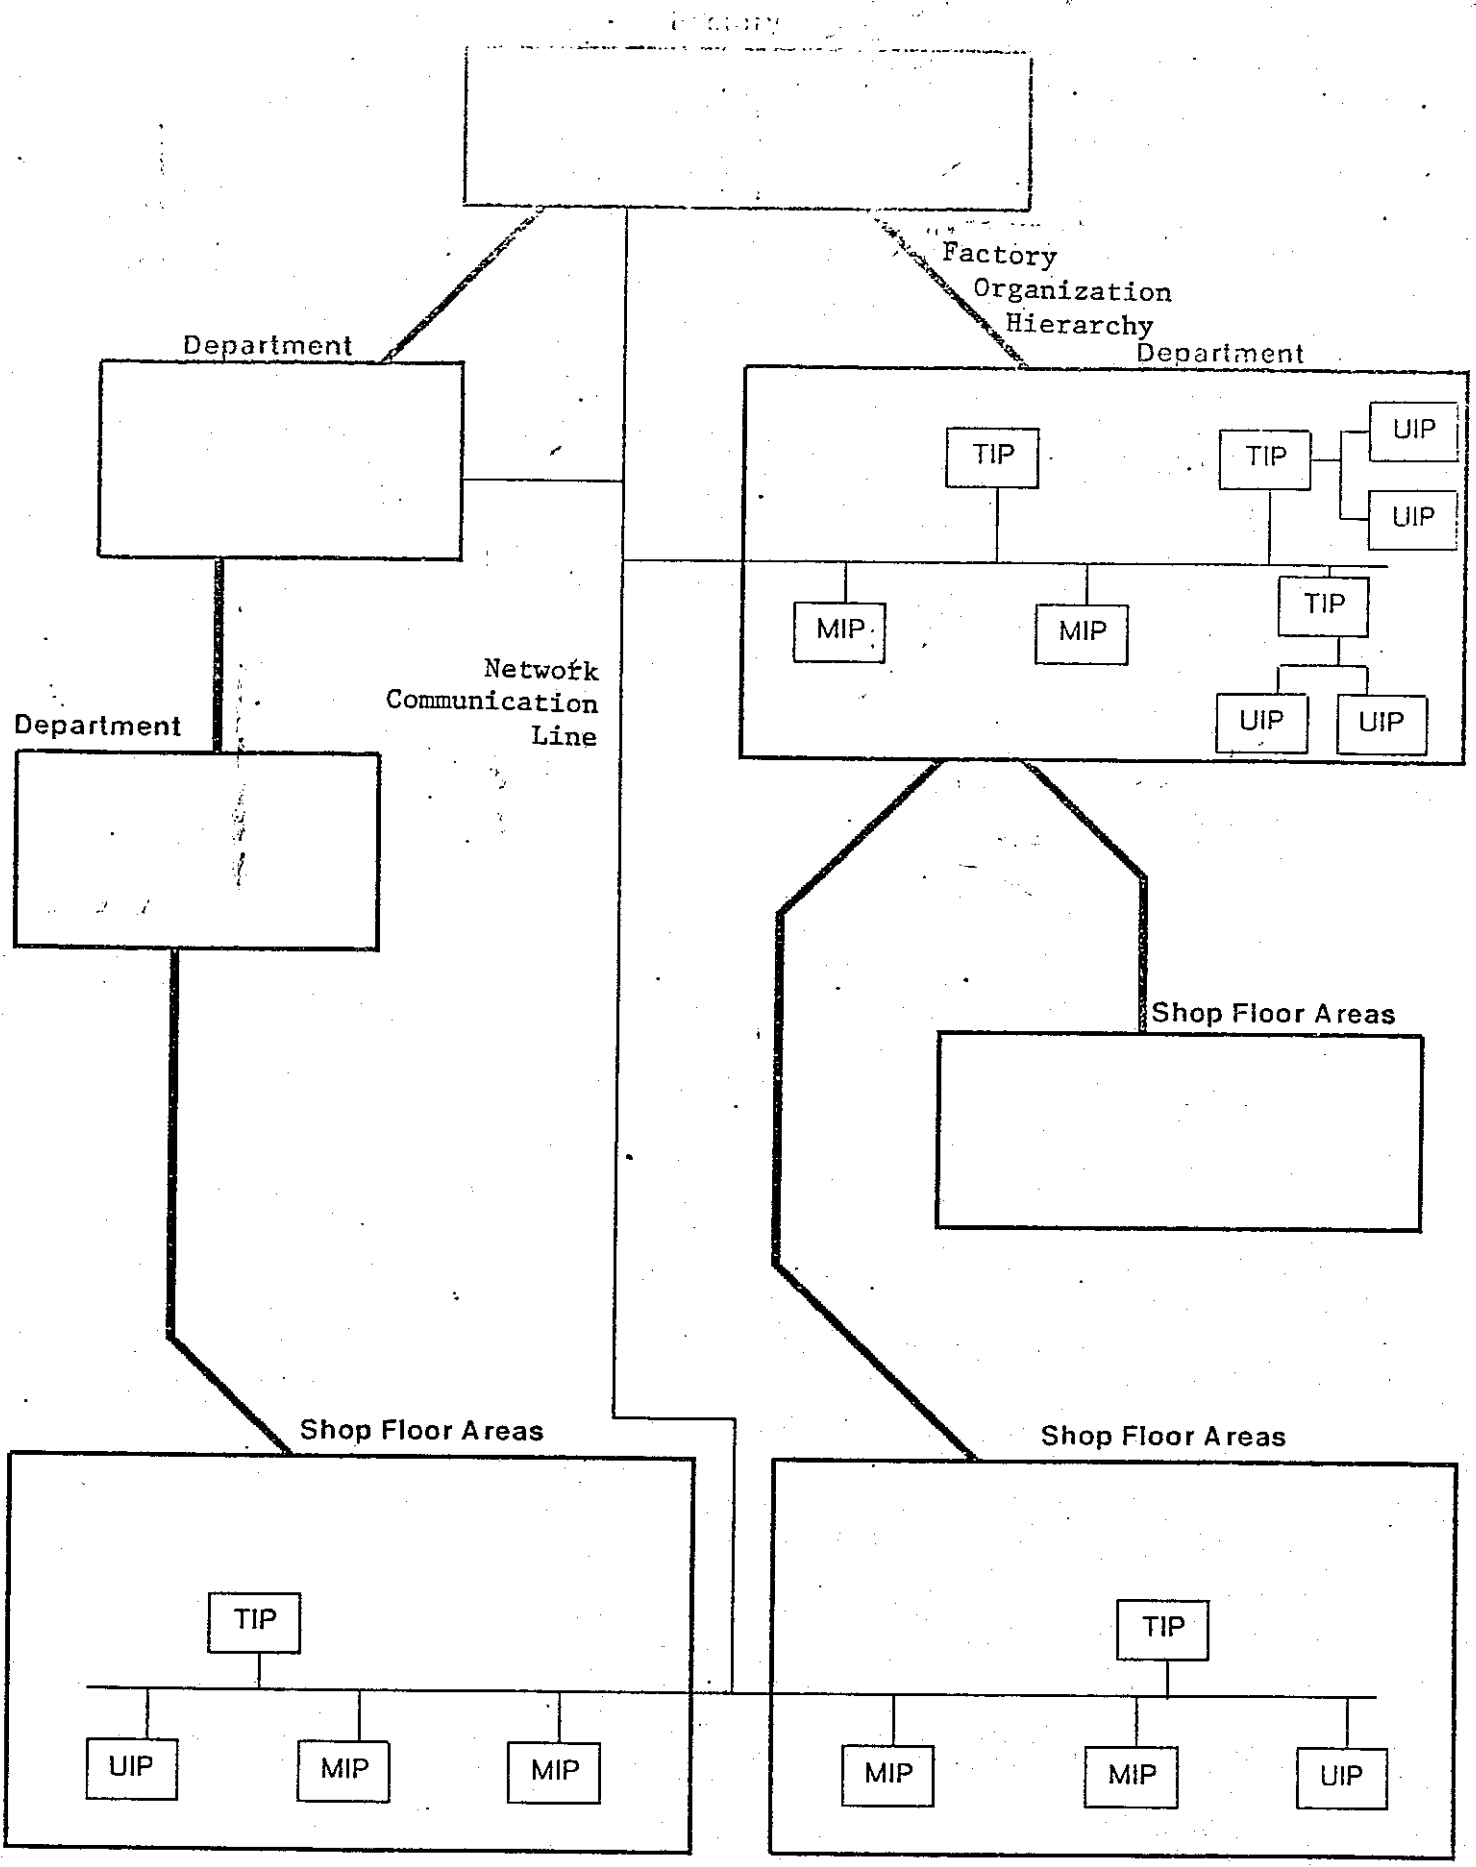 Factory
Factory
Organization
Hierarchy
Department
Department
UIP
TIP
TIP
UIP
TIP
MIP
MIP
UIP
UIP
Network
Communication
Line
Department
Shop Floor Areas
Shop Floor Areas
Shop Floor Areas
TIP
TIP
UIP
MIP
MIP
MIP
MIP
UIP